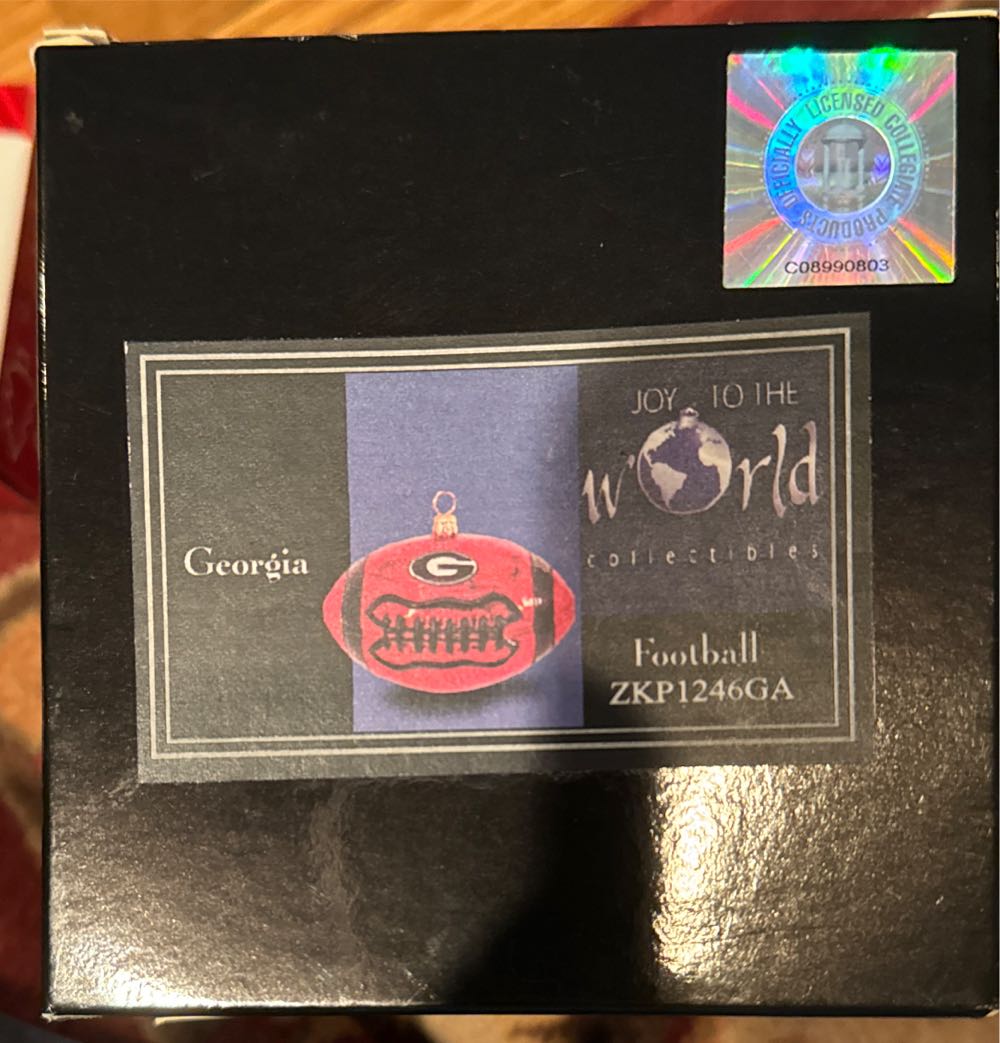 OFFICIALLY LICENSED COLLEGIATE PRODUCTS
C08990803
JOY TO THE
wOrld
collectibles
Georgia
G
Football
ZKP1246GA